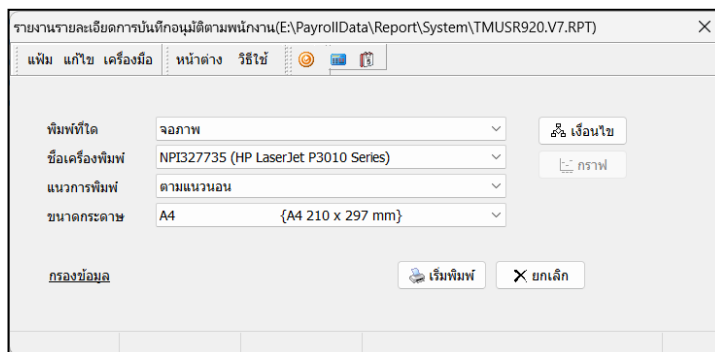 รายงานรายละเอียดการบันทึกอนุมัติตามพนักงาน(E:\PayrollData\Report\System\TMUSR920.V7.RPT)
แฟ้ม แก้ไข เครื่องมือ หน้าต่าง วิธีใช้
พิมพ์ที่ใด จอภาพ เงื่อนไข
ชื่อเครื่องพิมพ์ NPI327735 (HP LaserJet P3010 Series) กราฟ
แนวการพิมพ์ ตามแนวนอน
ขนาดกระดาษ A4 {A4 210 x 297 mm}
กรองข้อมูล เริ่มพิมพ์ ยกเลิก